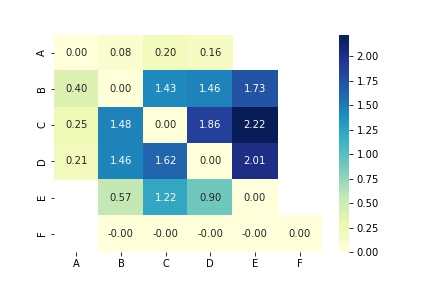 A 0.00 0.08 0.20 0.16
B 0.40 0.00 1.43 1.46 1.73
C 0.25 1.48 0.00 1.86 2.22
D 0.21 1.46 1.62 0.00 2.01
E 0.57 1.22 0.90 0.00
F -0.00 -0.00 -0.00 -0.00 0.00
A B C D E F
2.00
1.75
1.50
1.25
1.00
0.75
0.50
0.25
0.00